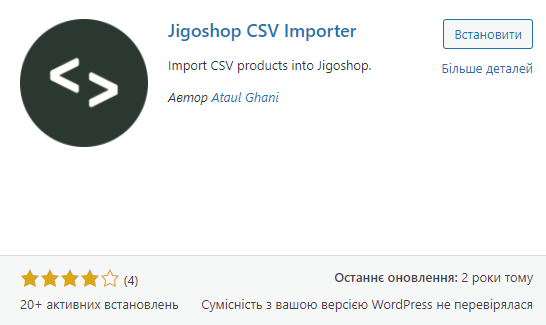 Jigoshop CSV Importer
Встановити
Import CSV products into Jigoshop.
Більше деталей
Автор Ataul Ghani
(4)
Останнє оновлення: 2 роки тому
20+ активних встановлень
Сумісність з вашою версією WordPress не перевірялася